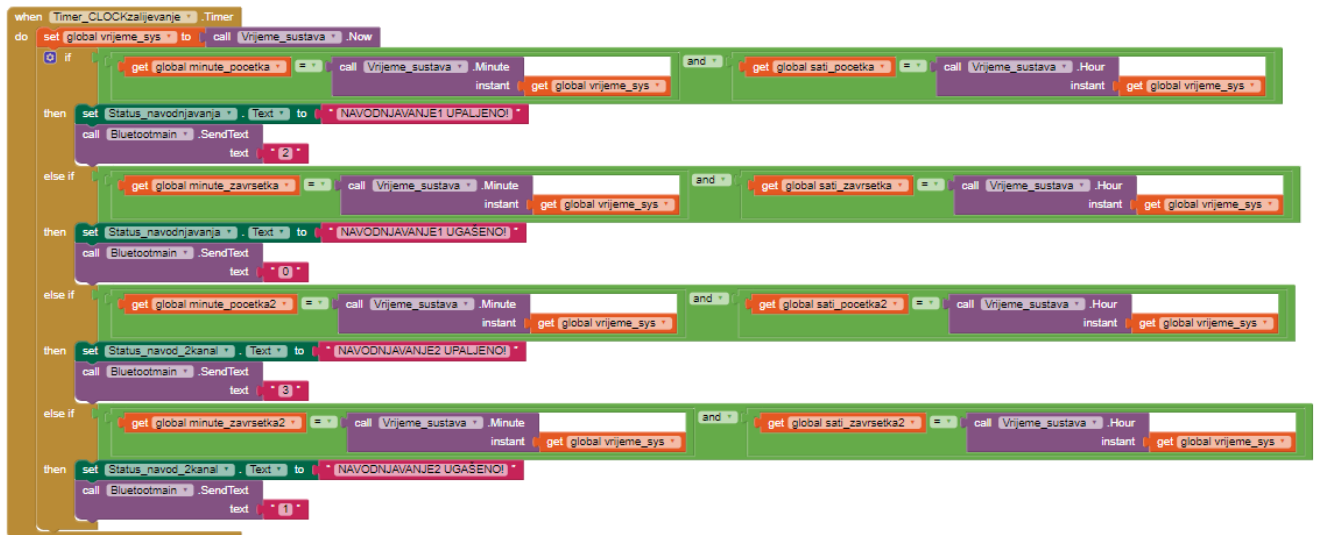 when Timer_CLOCKzalijevanje .Timer
do set global vrijeme_sys to call Vrijeme_sustava .Now
if get global minute_pocetka = call Vrijeme_sustava .Minute and get global sati_pocetka = call Vrijeme_sustava .Hour
instant get global vrijeme_sys instant get global vrijeme_sys
then set Status_navodnjavanja . Text to " NAVODNJAVANJE1 UPALJENO! "
call Bluetootmain .SendText
text " 2 "
else if get global minute_zavrsetka = call Vrijeme_sustava .Minute and get global sati_zavrsetka = call Vrijeme_sustava .Hour
instant get global vrijeme_sys instant get global vrijeme_sys
then set Status_navodnjavanja . Text to " NAVODNJAVANJE1 UGAŠENO! "
call Bluetootmain .SendText
text " 0 "
else if get global minute_pocetka2 = call Vrijeme_sustava .Minute and get global sati_pocetka2 = call Vrijeme_sustava .Hour
instant get global vrijeme_sys instant get global vrijeme_sys
then set Status_navod_2kanal . Text to " NAVODNJAVANJE2 UPALJENO! "
call Bluetootmain .SendText
text " 3 "
else if get global minute_zavrsetka2 = call Vrijeme_sustava .Minute and get global sati_zavrsetka2 = call Vrijeme_sustava .Hour
instant get global vrijeme_sys instant get global vrijeme_sys
then set Status_navod_2kanal . Text to " NAVODNJAVANJE2 UGAŠENO! "
call Bluetootmain .SendText
text " 1 "